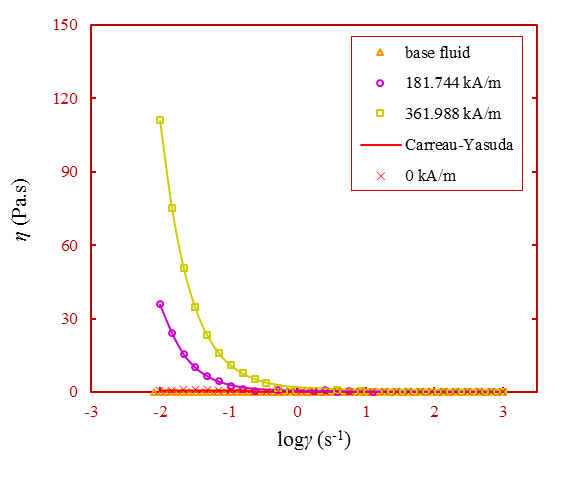 150
base fluid
181.744 kA/m
120
361.988 kA/m
Carreau-Yasuda
90
0 kA/m
η (Pa.s)
60
30
0
-3 -2 -1 0 1 2 3
logγ (s⁻¹)